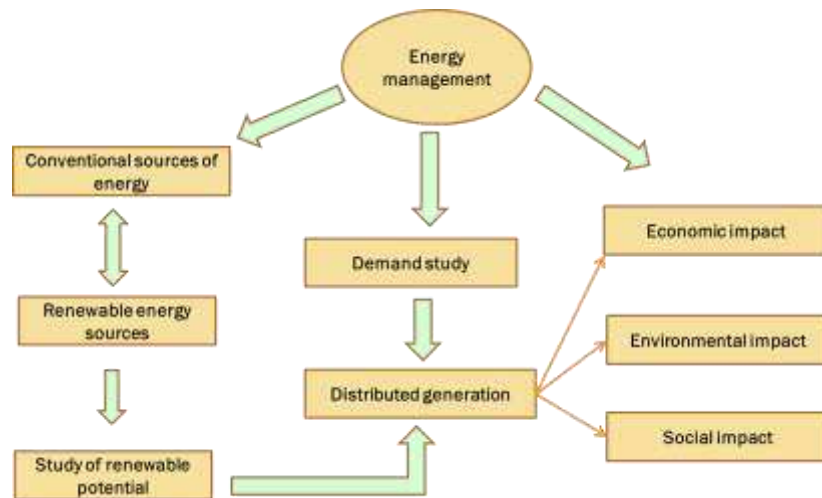 Energy
management
Conventional sources of
energy
Economic impact
Demand study
Renewable energy
sources
Environmental impact
Distributed generation
Social impact
Study of renewable
potential